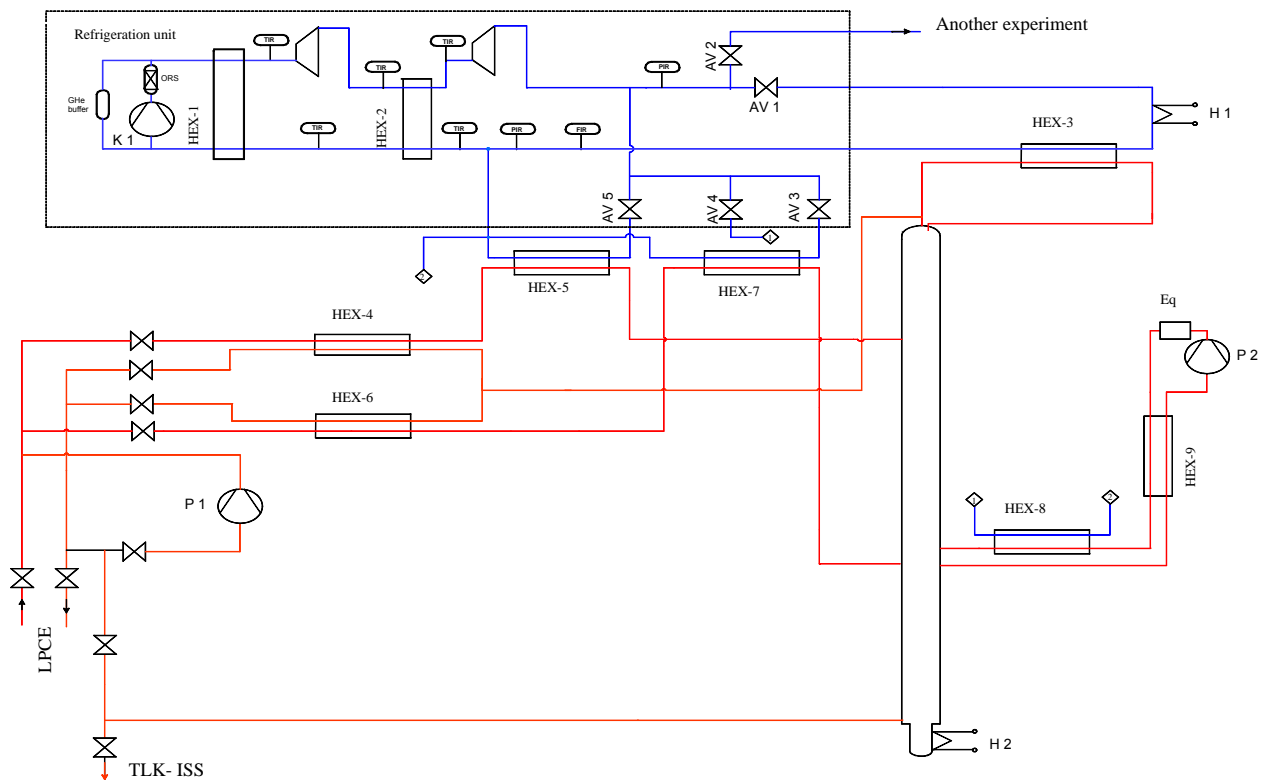 Another experiment
Refrigeration unit
TIR
TIR
TIR
PIR
AV 2
AV 1
ORS
GHe
buffer
K 1
HEX-1
HEX-2
TIR
TIR
PIR
FIR
HEX-3
H 1
AV 5
AV 4
AV 3
1
2
HEX-5
HEX-7
HEX-4
HEX-6
Eq
P 2
HEX-9
P 1
1
HEX-8
2
LPCE
H 2
TLK- ISS